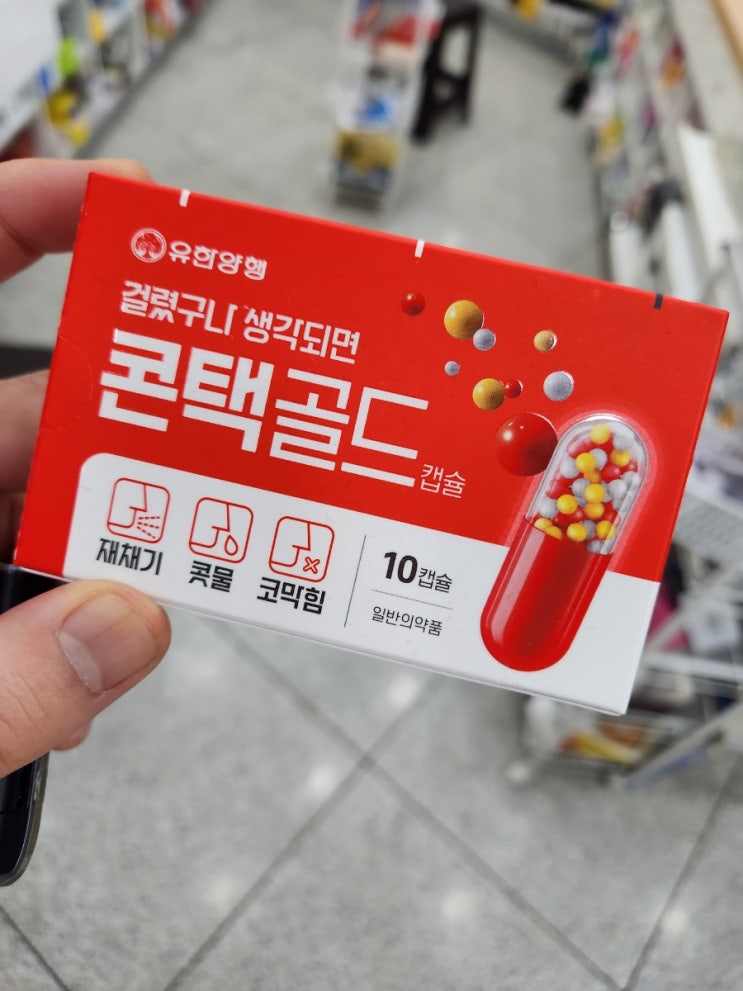 유한양행
걸렸구나 생각되면
콘택골드 캡슐
재채기 콧물 코막힘
10캡슐
일반의약품